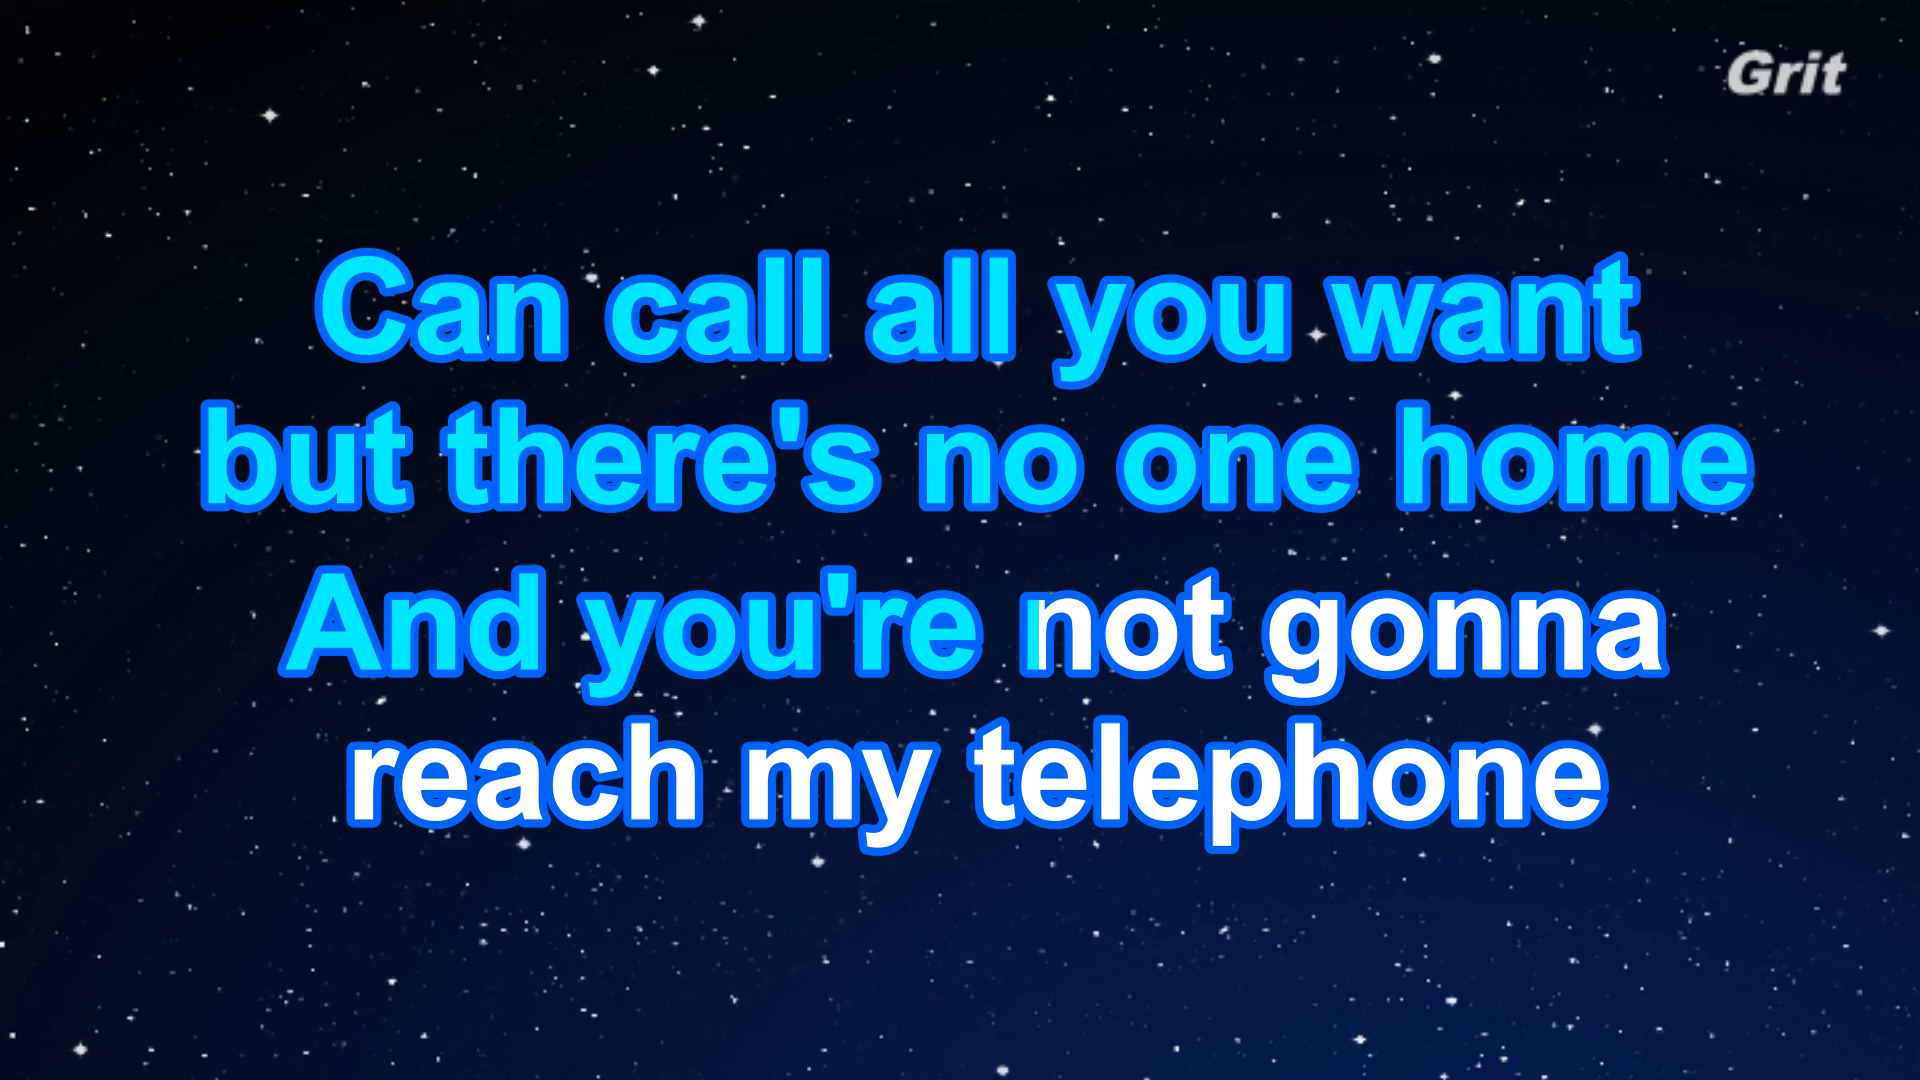 Grit
Can call all you want
but there's no one home
And you're not gonna
reach my telephone